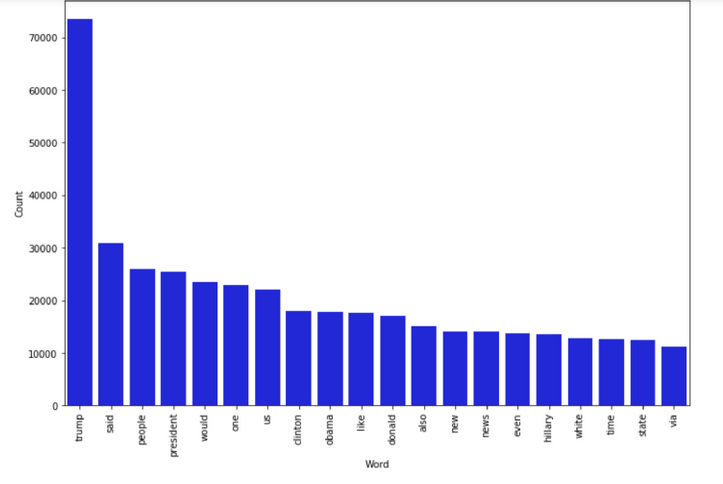 70000
60000
50000
40000
30000
20000
10000
0
Count
trump
said
people
president
would
one
us
clinton
obama
like
donald
also
new
news
even
hillary
white
time
state
via
Word